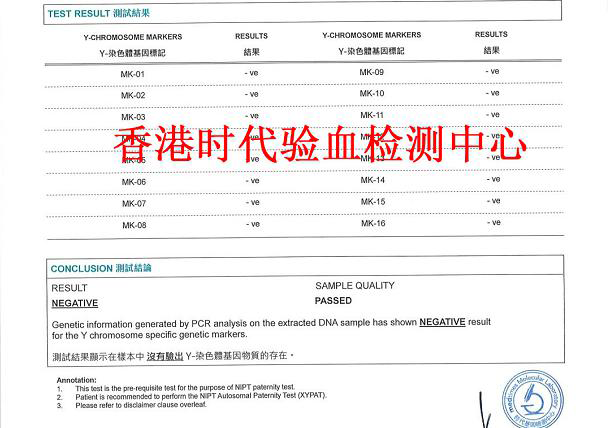 TEST RESULT 測試結果
Y-CHROMOSOME MARKERS RESULTS Y-CHROMOSOME MARKERS RESULTS
Y-染色體基因標記 結果 Y-染色體基因標記 結果
MK-01 - ve MK-09 - ve
MK-02 - ve MK-10 - ve
MK-03 - ve MK-11 - ve
香港时代验血检测中心
MK-05 MK-13 - ve
MK-06 - ve MK-14 - ve
MK-07 - ve MK-15 - ve
MK-08 - ve MK-16 - ve
CONCLUSION 測試結論
RESULT SAMPLE QUALITY
NEGATIVE PASSED
Genetic information generated by PCR analysis on the extracted DNA sample has shown NEGATIVE result
for the Y chromosome specific genetic markers.
測試結果顯示在樣本中 沒有驗出 Y-染色體基因物質的存在。
Annotation:
1. This test is the pre-requisite test for the purpose of NIPT paternity test.
2. Patient is recommended to perform the NIPT Autosomal Paternity Test (XYPAT).
3. Please refer to disclaimer clause overleaf.
medtimes Molecular Laboratory
時代基因檢測中心